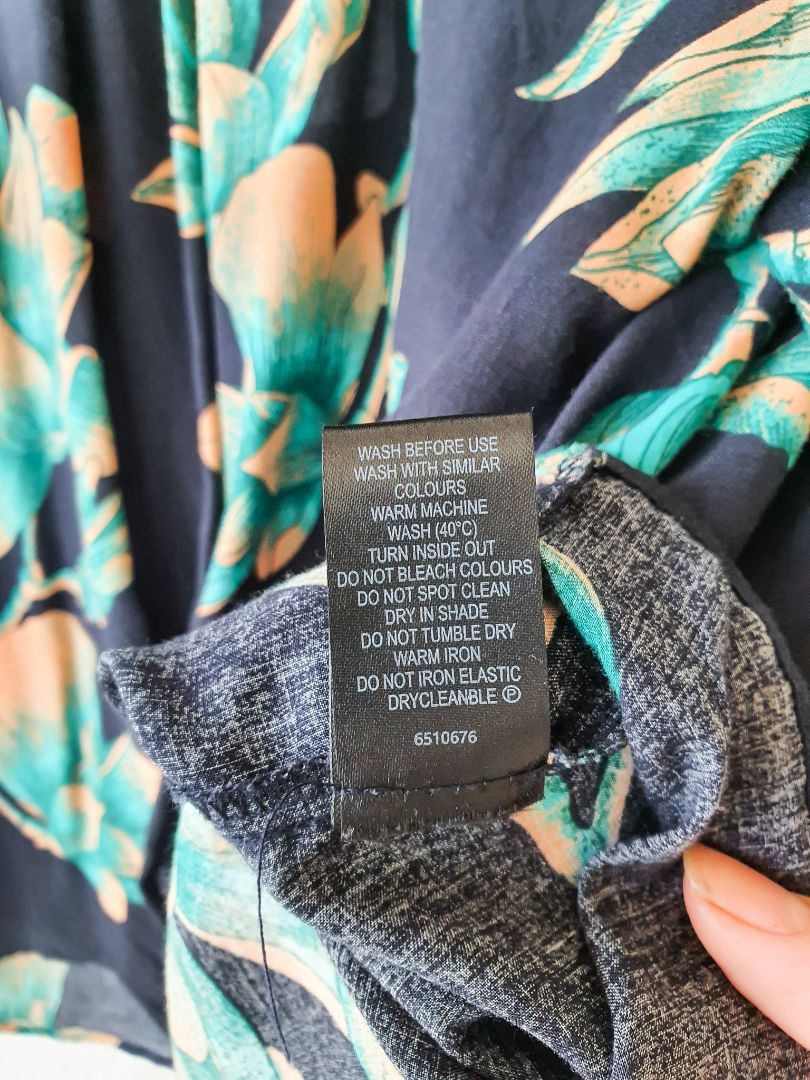 WASH BEFORE USE
WASH WITH SIMILAR
COLOURS
WARM MACHINE
WASH (40°C)
TURN INSIDE OUT
DO NOT BLEACH COLOURS
DO NOT SPOT CLEAN
DRY IN SHADE
DO NOT TUMBLE DRY
WARM IRON
DO NOT IRON ELASTIC
DRYCLEANBLE Ⓟ
6510676